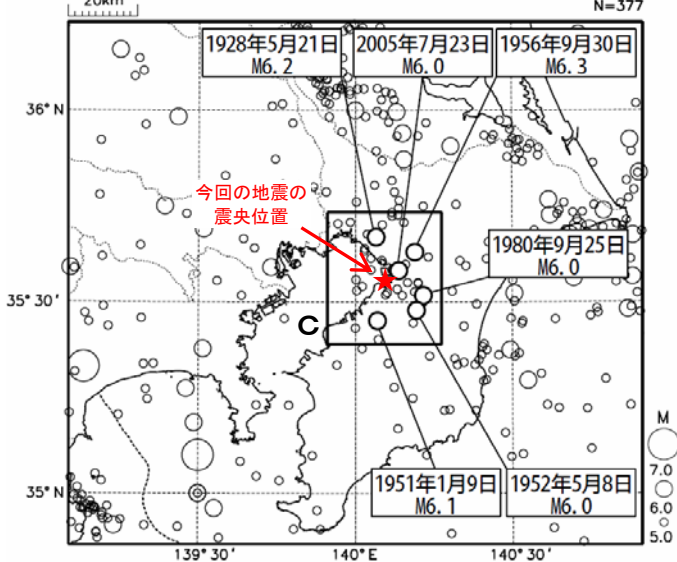 20km
N=377
1928年5月21日
M6.2
2005年7月23日
M6.0
1956年9月30日
M6.3
36°N
今回の地震の
震央位置
1980年9月25日
M6.0
35°30′
C
M
7.0
6.0
5.0
1951年1月9日
M6.1
1952年5月8日
M6.0
35°N
139°30′
140°E
140°30′